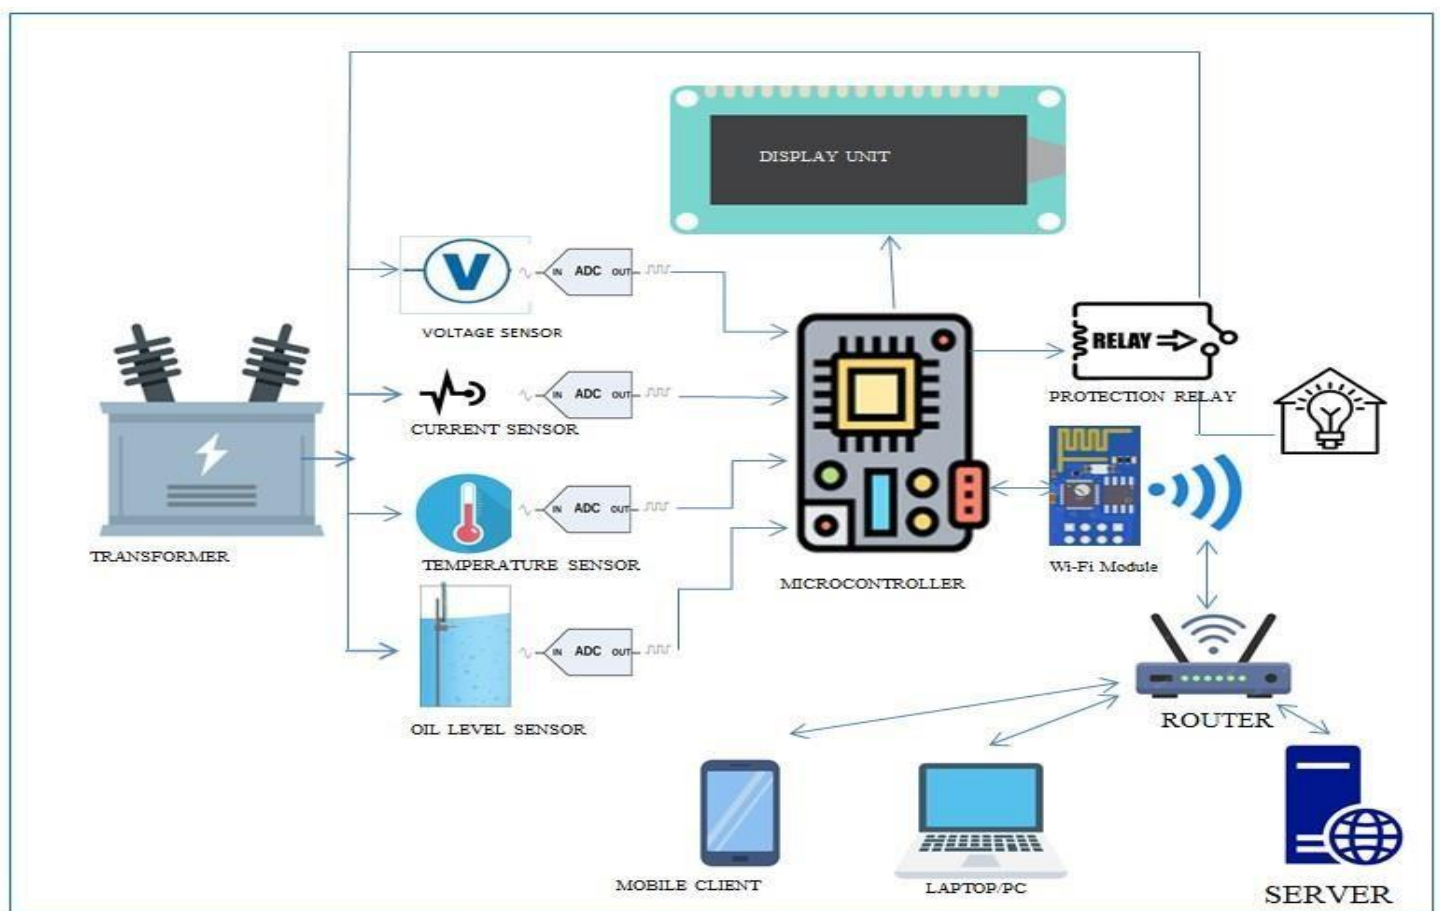 DISPLAY UNIT
V
IN ADC OUT
VOLTAGE SENSOR
RELAY
PROTECTION RELAY
IN ADC OUT
CURRENT SENSOR
IN ADC OUT
TEMPERATURE SENSOR
TRANSFORMER
Wi-Fi Module
MICROCONTROLLER
IN ADC OUT
OIL LEVEL SENSOR
ROUTER
MOBILE CLIENT
LAPTOP/PC
SERVER